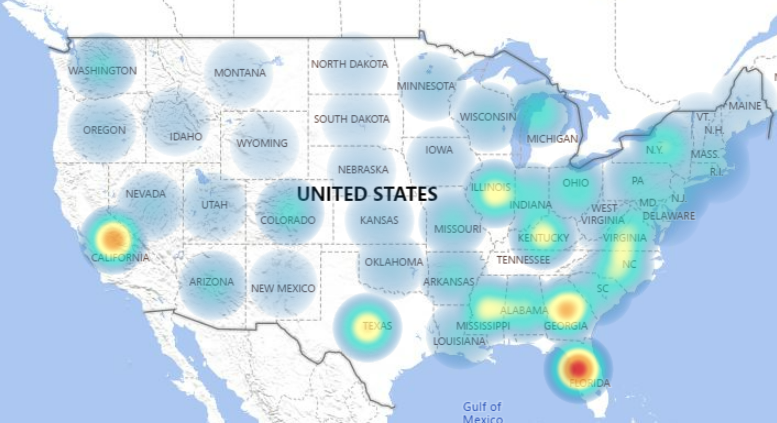 WASHINGTON
MONTANA
NORTH DAKOTA
MINNESOTA
MAINE
OREGON
IDAHO
SOUTH DAKOTA
WISCONSIN
MICHIGAN
VT.
N.H.
WYOMING
IOWA
N.Y.
MASS.
NEBRASKA
R.I.
NEVADA
UTAH
UNITED STATES
ILLINOIS
INDIANA
OHIO
PA
N.J.
MD.
COLORADO
KANSAS
MISSOURI
WEST
VIRGINIA
DELAWARE
KENTUCKY
VIRGINIA
CALIFORNIA
OKLAHOMA
TENNESSEE
NC
ARIZONA
NEW MEXICO
ARKANSAS
SC
TEXAS
MISSISSIPPI
ALABAMA
GEORGIA
LOUISIANA
FLORIDA
Gulf of
Mexico